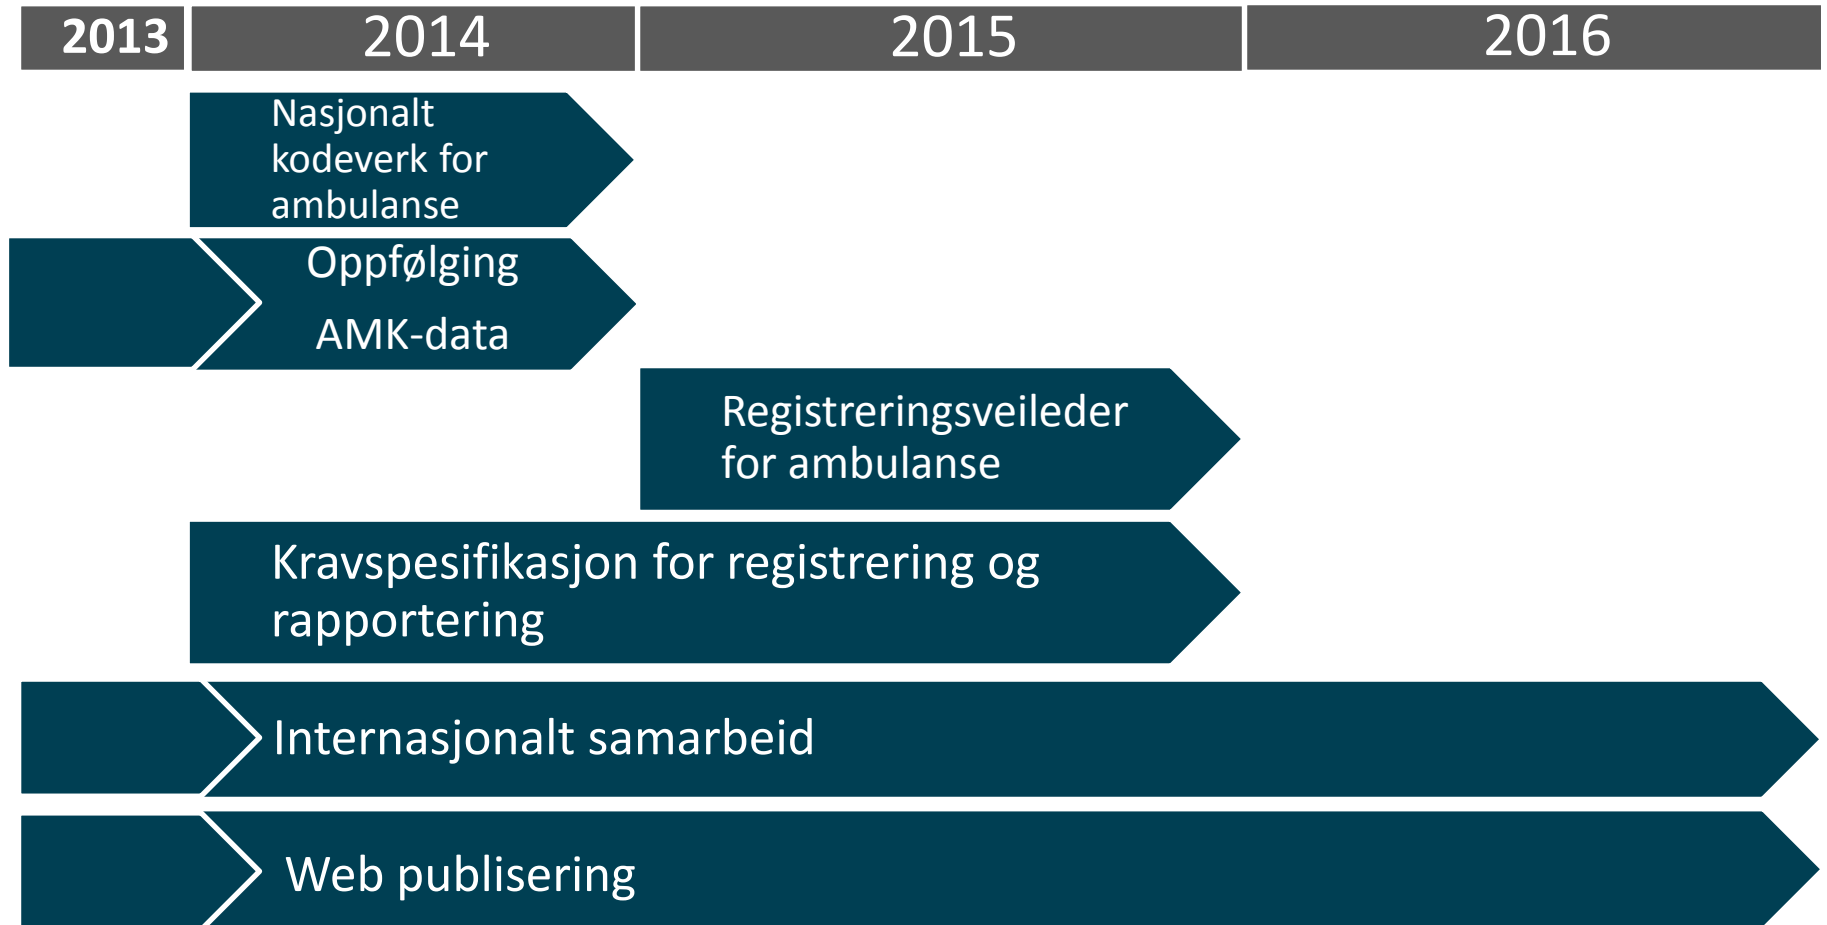 2013 2014 2015 2016
Nasjonalt
kodeverk for
ambulanse
Oppfølging
AMK-data
Registreringsveileder
for ambulanse
Kravspesifikasjon for registrering og
rapportering
Internasjonalt samarbeid
Web publisering